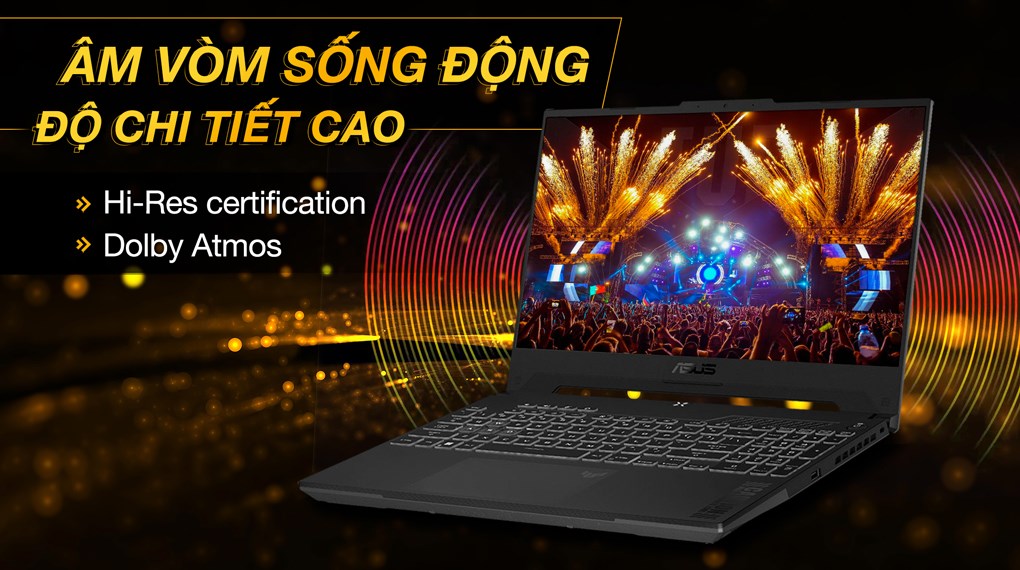 ÂM VÒM SỐNG ĐỘNG
ĐỘ CHI TIẾT CAO
Hi-Res certification
Dolby Atmos
ASUS